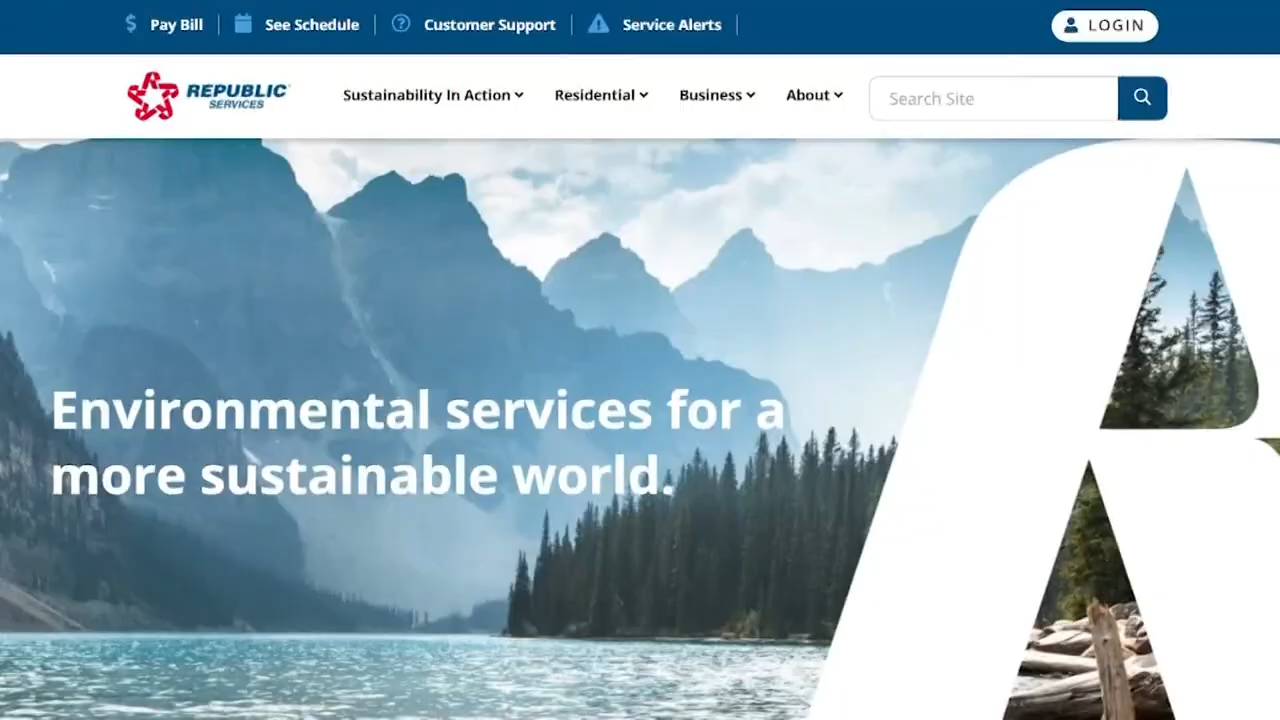 $ Pay Bill See Schedule Customer Support Service Alerts LOGIN
REPUBLIC SERVICES
Sustainability In Action Residential Business About Search Site
Environmental services for a
more sustainable world.